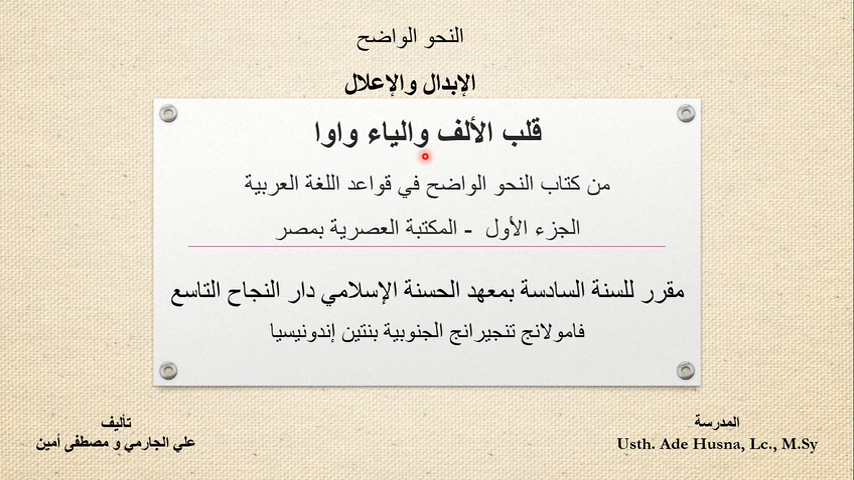 النحو الواضح
الإبدال والإعلال
قلب الألف والياء واوا
من كتاب النحو الواضح في قواعد اللغة العربية
الجزء الأول - المكتبة العصرية بمصر
مقرر للسنة السادسة بمعهد الحسنة الإسلامي دار النجاح التاسع
فامولانج تنجيرانج الجنوبية بنتين إندونيسيا
المدرسة
Usth. Ade Husna, Lc., M.Sy
تأليف
علي الجارمي و مصطفى أمين